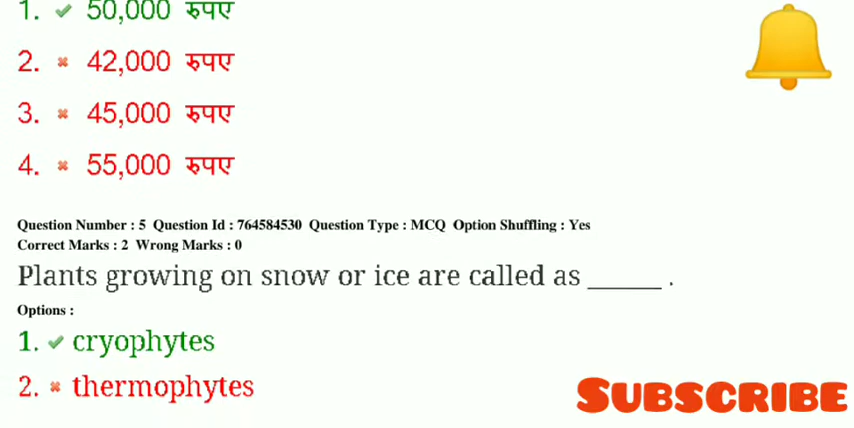 1. 50,000 रुपए
2. 42,000 रुपए
3. 45,000 रुपए
4. 55,000 रुपए
Question Number : 5 Question Id : 764584530 Question Type : MCQ Option Shuffling : Yes
Correct Marks : 2 Wrong Marks : 0
Plants growing on snow or ice are called as ______ .
Options :
1. cryophytes
2. thermophytes
SUBSCRIBE